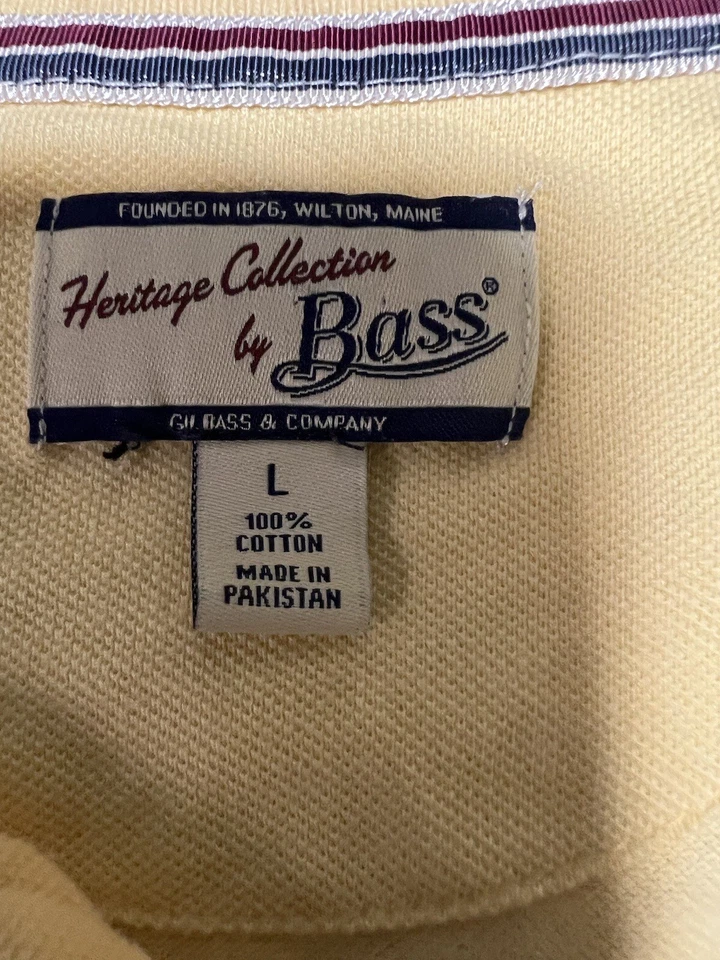 FOUNDED IN 1876, WILTON, MAINE
Heritage Collection
by Bass®
GH BASS & COMPANY
L
100%
COTTON
MADE IN
PAKISTAN